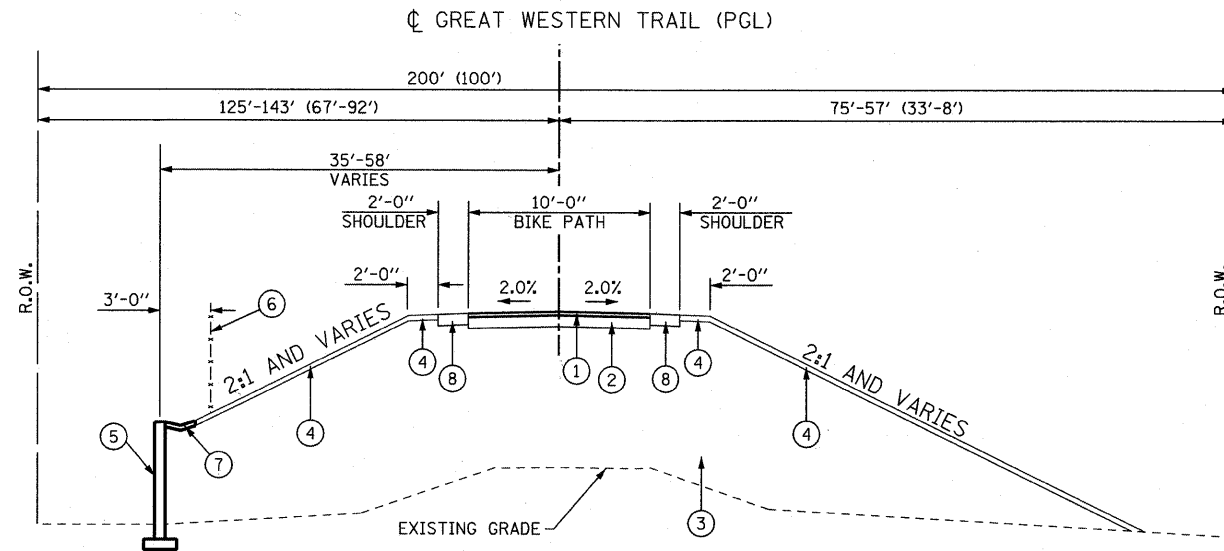 ℄ GREAT WESTERN TRAIL (PGL)
200' (100')
125'-143' (67'-92')
75'-57' (33'-8')
35'-58'
VARIES
2'-0"
SHOULDER
10'-0"
BIKE PATH
2'-0"
SHOULDER
R.O.W.
R.O.W.
2'-0"
2.0%
2.0%
2'-0"
3'-0"
6
2:1 AND VARIES
4
8
1
2
8
4
2:1 AND VARIES
4
4
5
7
3
EXISTING GRADE